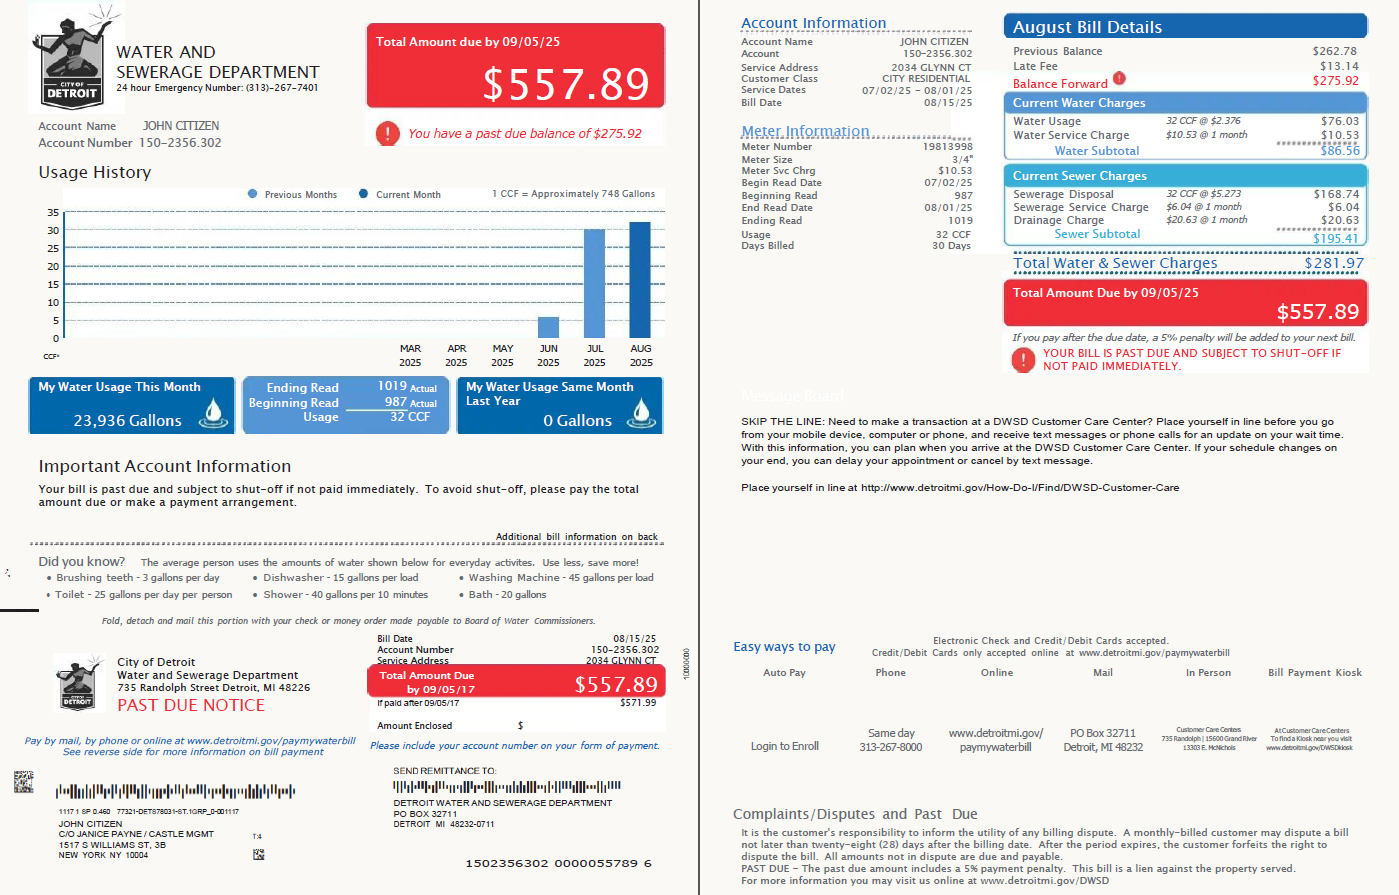 CITY OF
DETROIT
WATER AND
SEWERAGE DEPARTMENT
24 hour Emergency Number: (313)-267-7401
Account Name JOHN CITIZEN
Account Number 150-2356.302
Total Amount due by 09/05/25
$557.89
! You have a past due balance of $275.92
Usage History
Previous Months Current Month 1 CCF = Approximately 748 Gallons
35
30
25
20
15
10
5
0
CCF*
MAR APR MAY JUN JUL AUG
2025 2025 2025 2025 2025 2025
My Water Usage This Month
23,936 Gallons
Ending Read 1019 Actual
Beginning Read 987 Actual
Usage 32 CCF
My Water Usage Same Month
Last Year
0 Gallons
Important Account Information
Your bill is past due and subject to shut-off if not paid immediately. To avoid shut-off, please pay the total
amount due or make a payment arrangement.
Additional bill information on back
Did you know? The average person uses the amounts of water shown below for everyday activites. Use less, save more!
• Brushing teeth - 3 gallons per day • Dishwasher - 15 gallons per load • Washing Machine - 45 gallons per load
• Toilet - 25 gallons per day per person • Shower - 40 gallons per 10 minutes • Bath - 20 gallons
Fold, detach and mail this portion with your check or money order made payable to Board of Water Commissioners.
CITY OF
DETROIT
City of Detroit
Water and Sewerage Department
735 Randolph Street Detroit, MI 48226
PAST DUE NOTICE
Bill Date 08/15/25
Account Number 150-2356.302
Service Address 2034 GLYNN CT
Total Amount Due
by 09/05/17 $557.89
If paid after 09/05/17 $571.99
Amount Enclosed $
Pay by mail, by phone or online at www.detroitmi.gov/paymywaterbill
See reverse side for more information on bill payment
Please include your account number on your form of payment.
1117 1 SP 0.460 77321-DET878031-ST.1GRP_0-001117
JOHN CITIZEN
C/O JANICE PAYNE / CASTLE MGMT
1517 S WILLIAMS ST, 3B
NEW YORK NY 10004
T:4
SEND REMITTANCE TO:
DETROIT WATER AND SEWERAGE DEPARTMENT
PO BOX 32711
DETROIT MI 48232-0711
1502356302 0000055789 6
Account Information
Account Name JOHN CITIZEN
Account 150-2356.302
Service Address 2034 GLYNN CT
Customer Class CITY RESIDENTIAL
Service Dates 07/02/25 - 08/01/25
Bill Date 08/15/25
Meter Information
Meter Number 19813998
Meter Size 3/4"
Meter Svc Chrg $10.53
Begin Read Date 07/02/25
Beginning Read 987
End Read Date 08/01/25
Ending Read 1019
Usage 32 CCF
Days Billed 30 Days
August Bill Details
Previous Balance $262.78
Late Fee $13.14
Balance Forward ! $275.92
Current Water Charges
Water Usage 32 CCF @ $2.376 $76.03
Water Service Charge $10.53 @ 1 month $10.53
Water Subtotal $86.56
Current Sewer Charges
Sewerage Disposal 32 CCF @ $5.273 $168.74
Sewerage Service Charge $6.04 @ 1 month $6.04
Drainage Charge $20.63 @ 1 month $20.63
Sewer Subtotal $195.41
Total Water & Sewer Charges $281.97
Total Amount Due by 09/05/25
$557.89
If you pay after the due date, a 5% penalty will be added to your next bill.
! YOUR BILL IS PAST DUE AND SUBJECT TO SHUT-OFF IF
NOT PAID IMMEDIATELY.
Message Board
SKIP THE LINE: Need to make a transaction at a DWSD Customer Care Center? Place yourself in line before you go
from your mobile device, computer or phone, and receive text messages or phone calls for an update on your wait time.
With this information, you can plan when you arrive at the DWSD Customer Care Center. If your schedule changes on
your end, you can delay your appointment or cancel by text message.
Place yourself in line at http://www.detroitmi.gov/How-Do-I/Find/DWSD-Customer-Care
Easy ways to pay
Electronic Check and Credit/Debit Cards accepted.
Credit/Debit Cards only accepted online at www.detroitmi.gov/paymywaterbill
Auto Pay Phone Online Mail In Person Bill Payment Kiosk
Login to Enroll
Same day
313-267-8000
www.detroitmi.gov/
paymywaterbill
PO Box 32711
Detroit, MI 48232
Customer Care Centers
735 Randolph | 15600 Grand River
13303 E. McNichols
At Customer Care Centers
To find a Kiosk near you visit
www.detroitmi.gov/DWSDkiosk
Complaints/Disputes and Past Due
It is the customer's responsibility to inform the utility of any billing dispute. A monthly-billed customer may dispute a bill
not later than twenty-eight (28) days after the billing date. After the period expires, the customer forfeits the right to
dispute the bill. All amounts not in dispute are due and payable.
PAST DUE - The past due amount includes a 5% payment penalty. This bill is a lien against the property served.
For more information you may visit us online at www.detroitmi.gov/DWSD